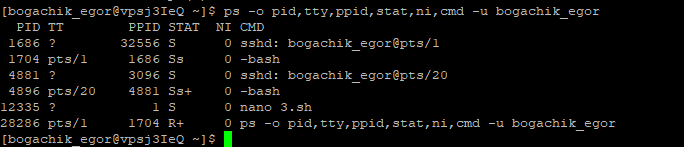 [bogachik_egor@vpsj3IeQ ~]$ ps -o pid,tty,ppid,stat,ni,cmd -u bogachik_egor
  PID TT        PPID STAT  NI CMD
 1686 ?        32556 S      0 sshd: bogachik_egor@pts/1
 1704 pts/1     1686 Ss     0 -bash
 4881 ?         3096 S      0 sshd: bogachik_egor@pts/20
 4896 pts/20    4881 Ss+    0 -bash
12335 ?            1 S      0 nano 3.sh
28286 pts/1     1704 R+     0 ps -o pid,tty,ppid,stat,ni,cmd -u bogachik_egor
[bogachik_egor@vpsj3IeQ ~]$